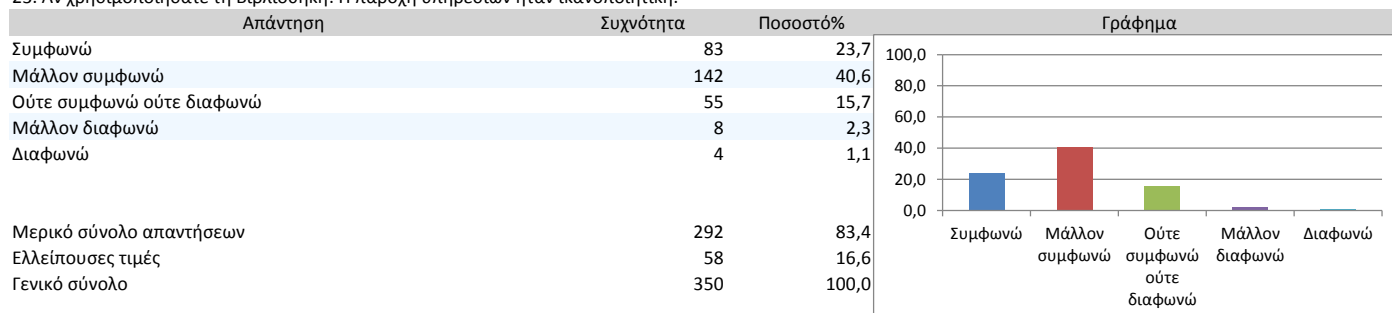 Απάντηση Συχνότητα Ποσοστό% Γράφημα
Συμφωνώ 83 23,7
Μάλλον συμφωνώ 142 40,6
Ούτε συμφωνώ ούτε διαφωνώ 55 15,7
Μάλλον διαφωνώ 8 2,3
Διαφωνώ 4 1,1
Μερικό σύνολο απαντήσεων 292 83,4
Ελλείπουσες τιμές 58 16,6
Γενικό σύνολο 350 100,0
100,0
80,0
60,0
40,0
20,0
0,0
Συμφωνώ Μάλλον Ούτε Μάλλον Διαφωνώ
συμφωνώ συμφωνώ διαφωνώ
ούτε
διαφωνώ